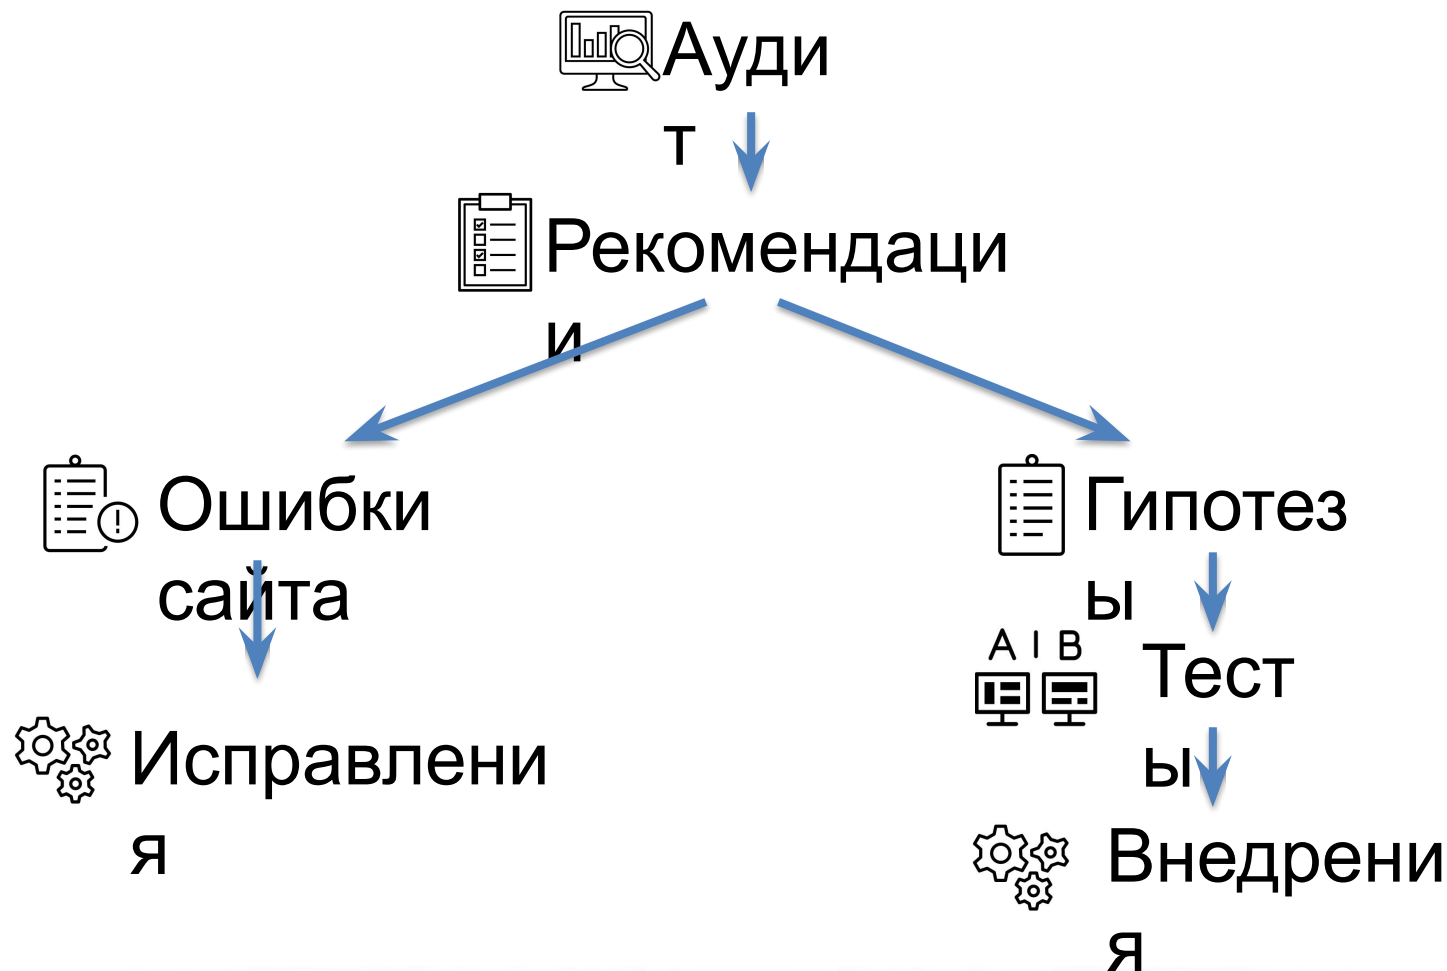 Ауди
т
Рекомендаци
и
Ошибки
сайта
Исправлени
я
Гипотез
ы
A | B
Тест
ы
Внедрени
я